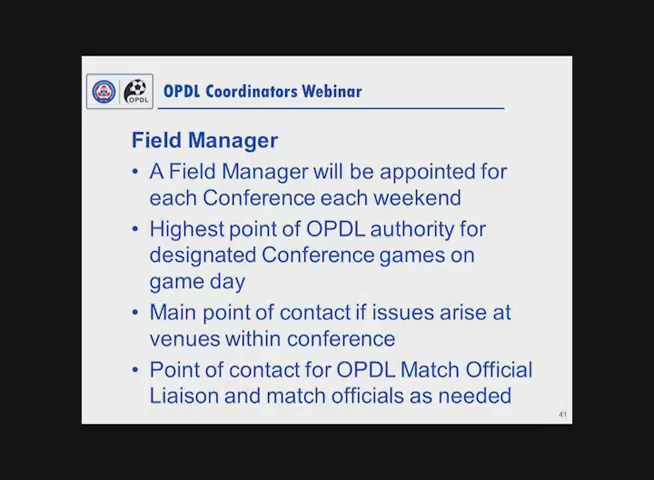 OPDL
OPDL Coordinators Webinar
Field Manager
• A Field Manager will be appointed for
each Conference each weekend
• Highest point of OPDL authority for
designated Conference games on
game day
• Main point of contact if issues arise at
venues within conference
• Point of contact for OPDL Match Official
Liaison and match officials as needed
41